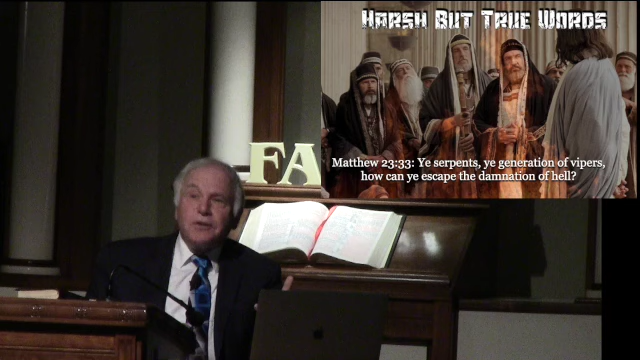 Harsh But True Words
Matthew 23:33: Ye serpents, ye generation of vipers,
how can ye escape the damnation of hell?
FA